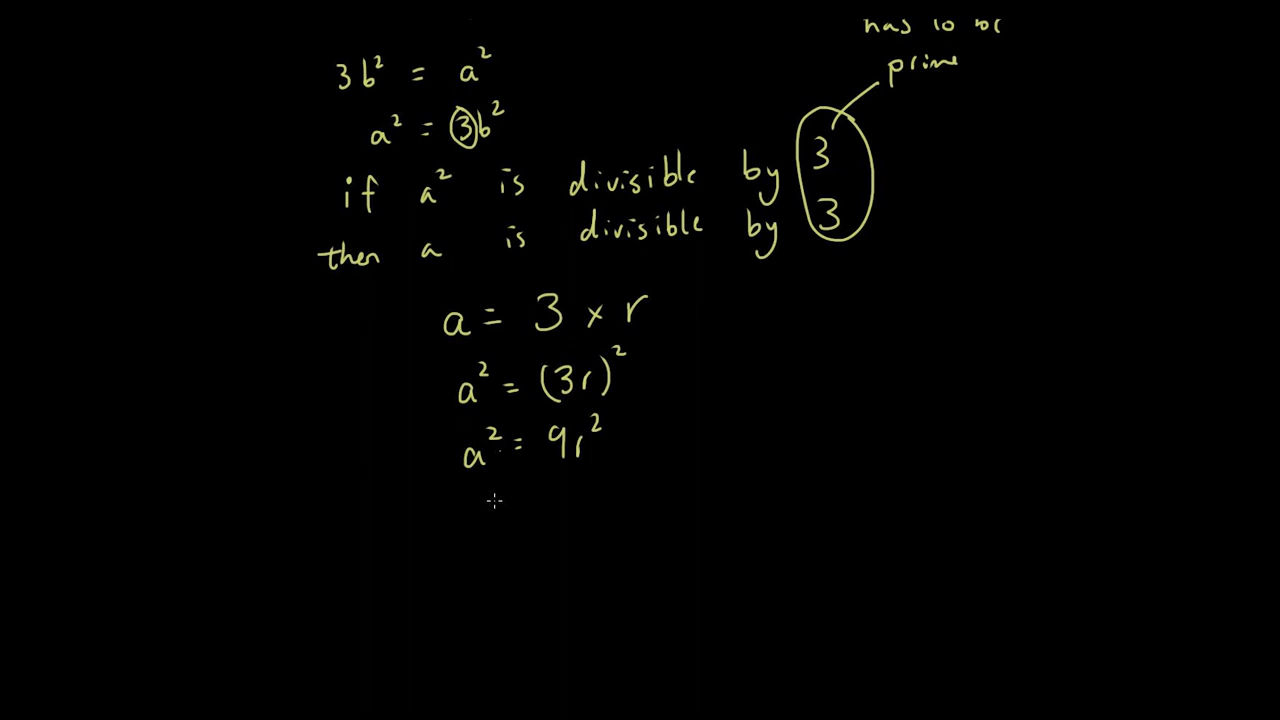 has to be
prime
3b² = a²
a² = 3b²
if a² is divisible by 3
then a is divisible by 3
a = 3 × r
a² = (3r)²
a² = 9r²